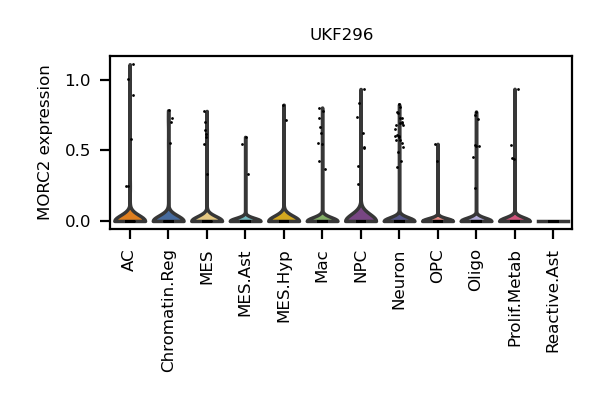 UKF296
MORC2 expression
1.0
0.5
0.0
AC
Chromatin.Reg
MES
MES.Ast
MES.Hyp
Mac
NPC
Neuron
OPC
Oligo
Prolif.Metab
Reactive.Ast